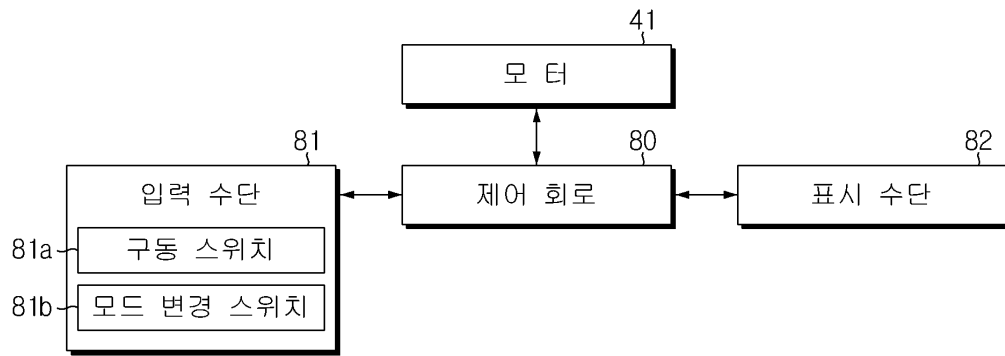 41
모 터
81
80
82
입력 수단
제어 회로
표시 수단
81a
구동 스위치
81b
모드 변경 스위치